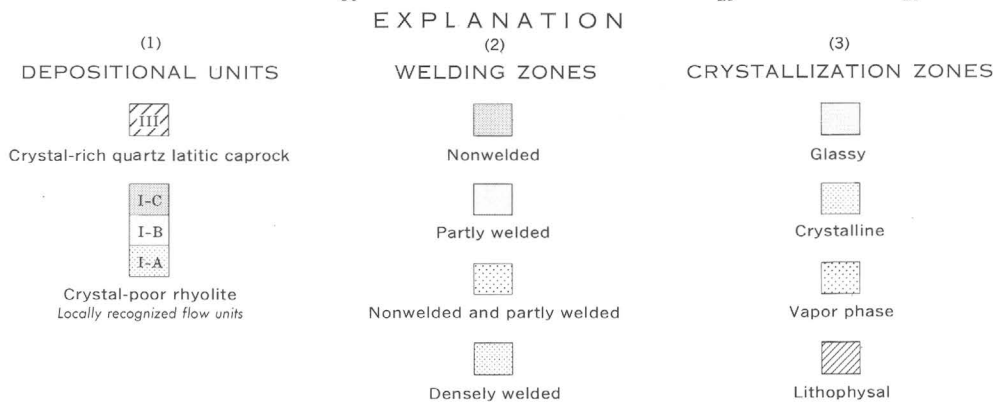 EXPLANATION
(1)
DEPOSITIONAL UNITS
III
Crystal-rich quartz latitic caprock
I-C
I-B
I-A
Crystal-poor rhyolite
Locally recognized flow units
(2)
WELDING ZONES
Nonwelded
Partly welded
Nonwelded and partly welded
Densely welded
(3)
CRYSTALLIZATION ZONES
Glassy
Crystalline
Vapor phase
Lithophysal